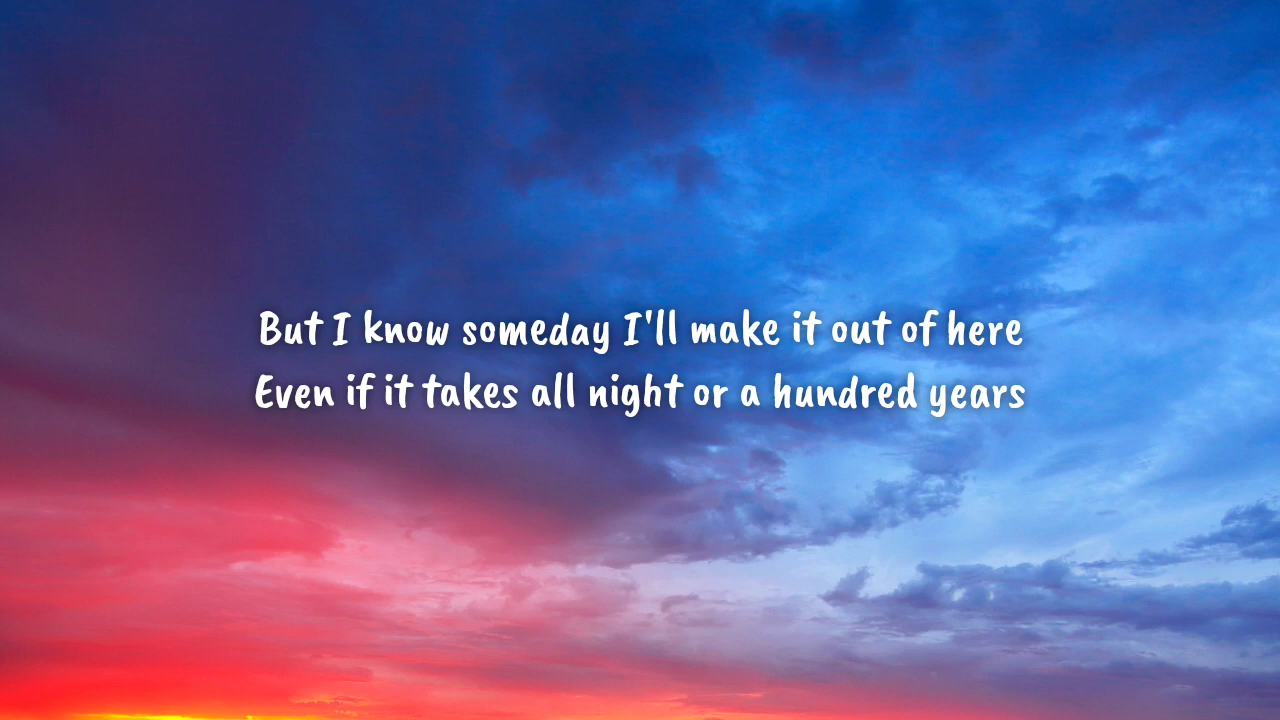 But I know someday I'll make it out of here
Even if it takes all night or a hundred years